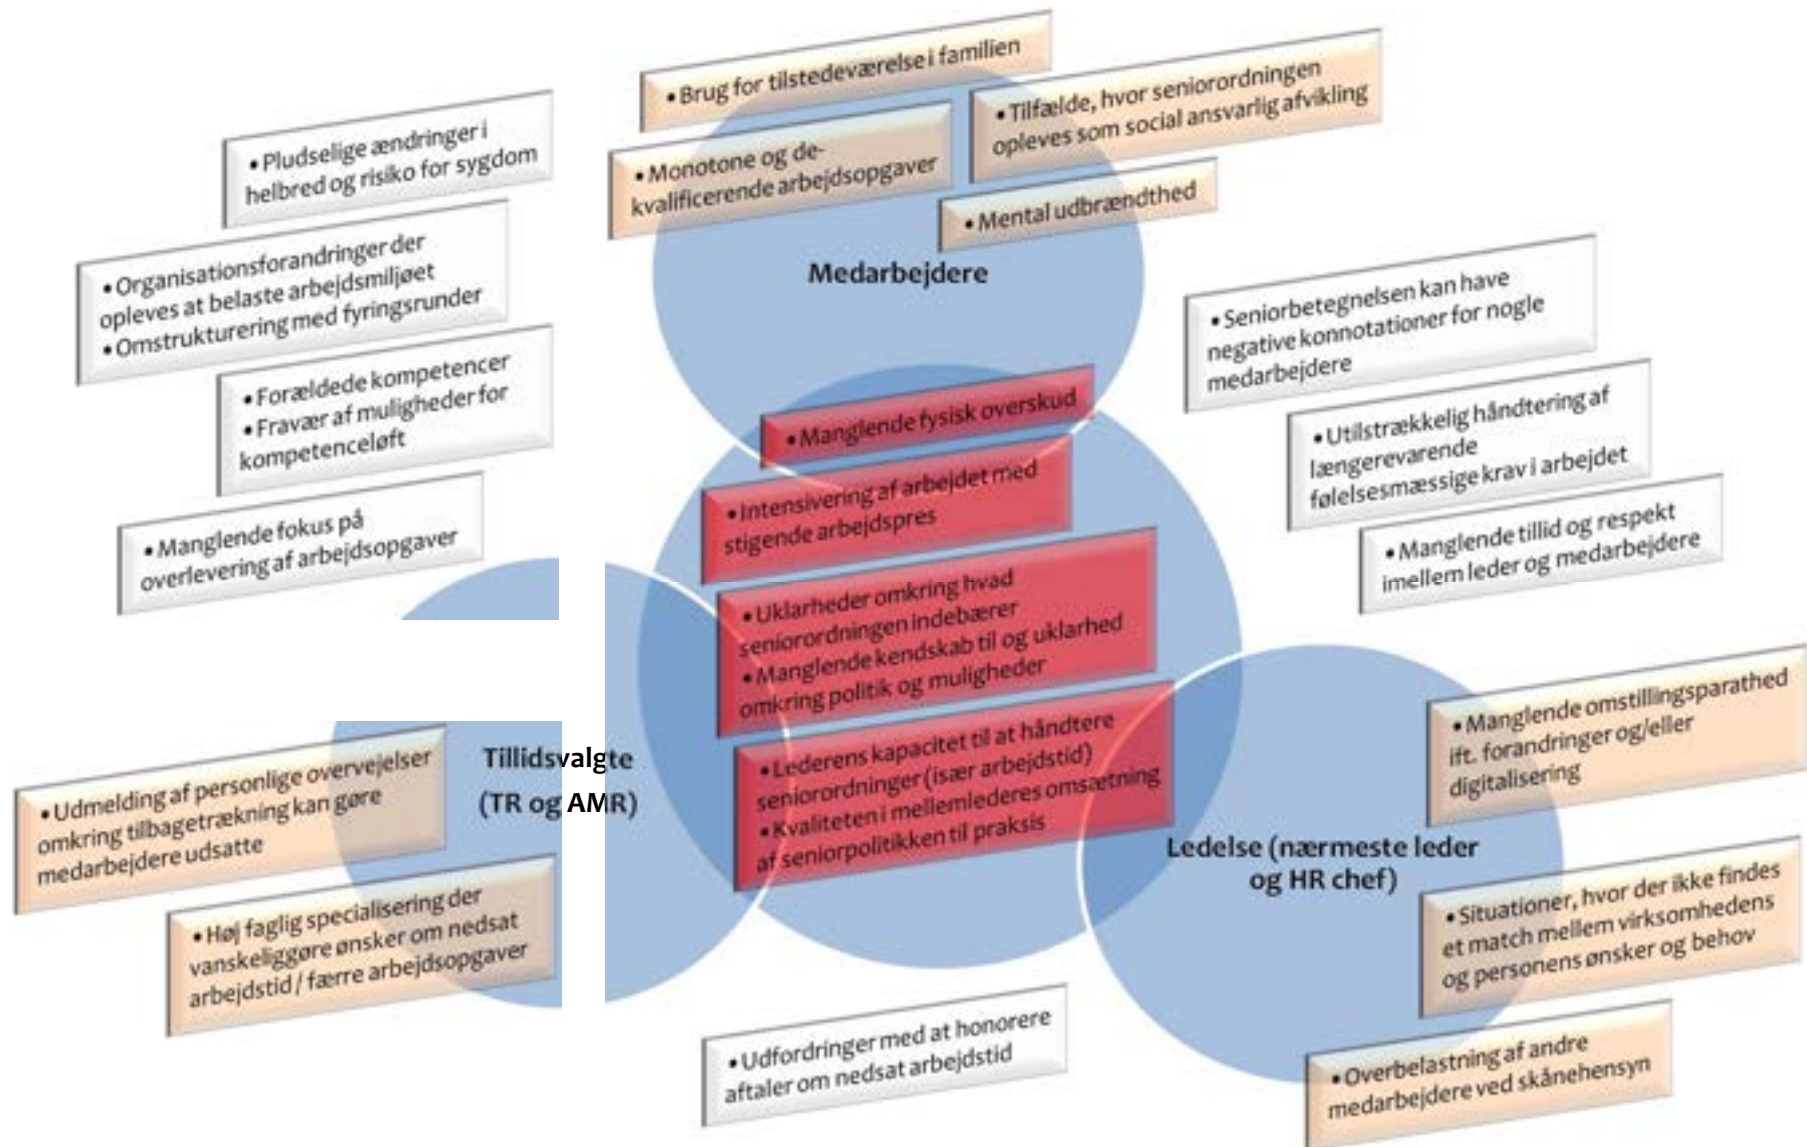 • Brug for tilstedeværelse i familien
• Tilfælde, hvor seniorordningen
opleves som social ansvarlig afvikling
• Monotone og de-
kvalificerende arbejdsopgaver
• Mental udbrændthed
Medarbejdere
• Pludselige ændringer i
helbred og risiko for sygdom
• Organisationsforandringer der
opleves at belaste arbejdsmiljøet
• Omstrukturering med fyringsrunder
• Forældede kompetencer
• Fravær af muligheder for
kompetenceløft
• Manglende fokus på
overlevering af arbejdsopgaver
• Seniorbetegnelsen kan have
negative konnotationer for nogle
medarbejdere
• Utilstrækkelig håndtering af
længerevarende
følelsesmæssige krav i arbejdet
• Manglende tillid og respekt
imellem leder og medarbejdere
• Manglende fysisk overskud
• Intensivering af arbejdet med
stigende arbejdspres
• Uklarheder omkring hvad
seniorordningen indebærer
• Manglende kendskab til og uklarhed
omkring politik og muligheder
• Lederens kapacitet til at håndtere
seniorordninger (især arbejdstid)
• Kvaliteten i mellemlederes omsætning
af seniorpolitikken til praksis
Tillidsvalgte
(TR og AMR)
• Udmelding af personlige overvejelser
omkring tilbagetrækning kan gøre
medarbejdere udsatte
• Høj faglig specialisering der
vanskeliggøre ønsker om nedsat
arbejdstid / færre arbejdsopgaver
Ledelse (nærmeste leder
og HR chef)
• Manglende omstillingsparathed
ift. forandringer og/eller
digitalisering
• Situationer, hvor der ikke findes
et match mellem virksomhedens
og personens ønsker og behov
• Overbelastning af andre
medarbejdere ved skånehensyn
• Udfordringer med at honorere
aftaler om nedsat arbejdstid